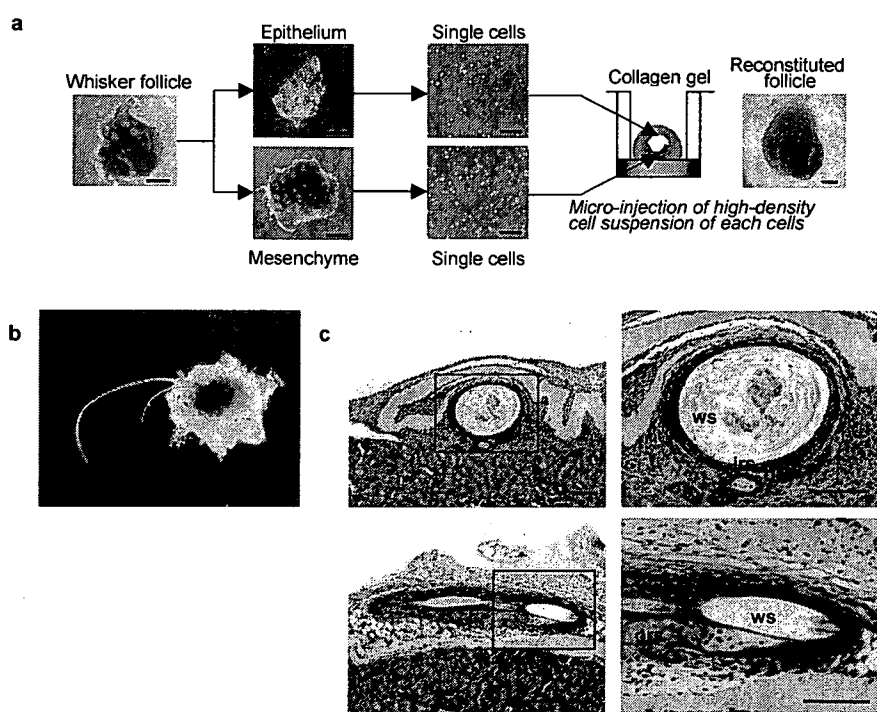 a
Epithelium
Single cells
Whisker follicle
Collagen gel
Reconstituted
follicle
Micro-injection of high-density
cell suspension of each cells
Mesenchyme
Single cells
b
c
ws
ws